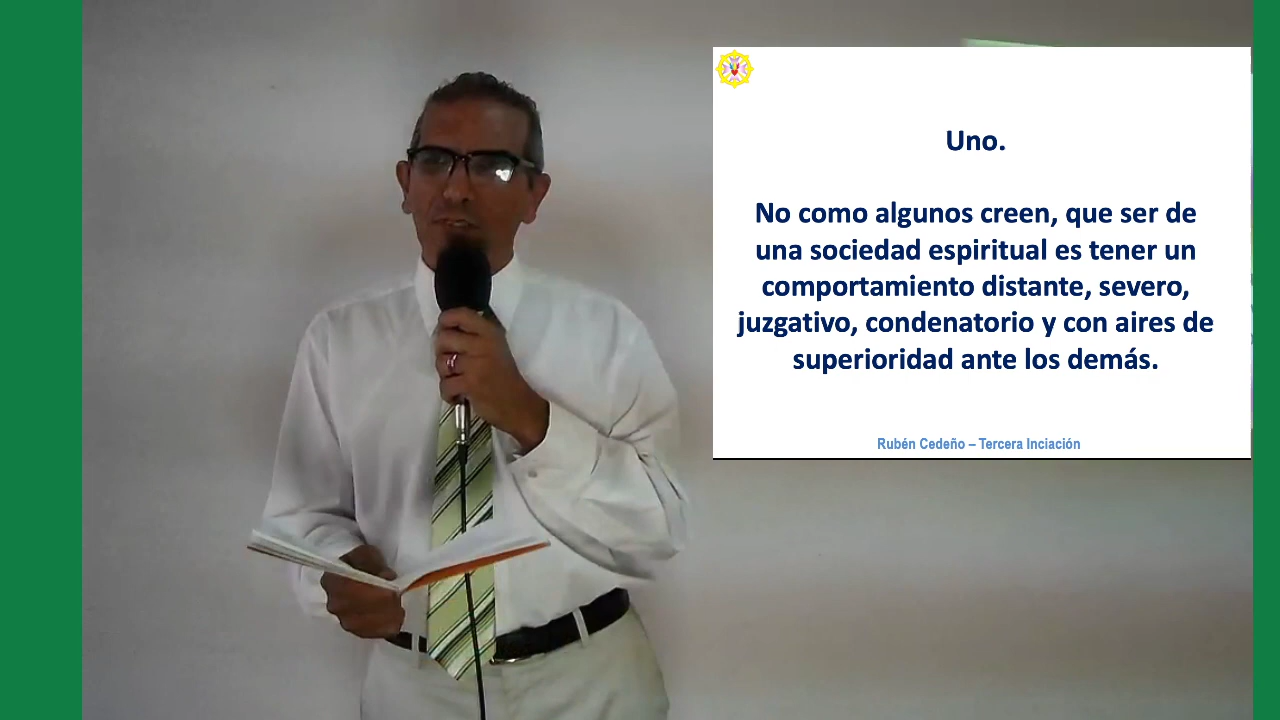 Uno.
No como algunos creen, que ser de
una sociedad espiritual es tener un
comportamiento distante, severo,
juzgativo, condenatorio y con aires de
superioridad ante los demás.
Rubén Cedeño – Tercera Inciación